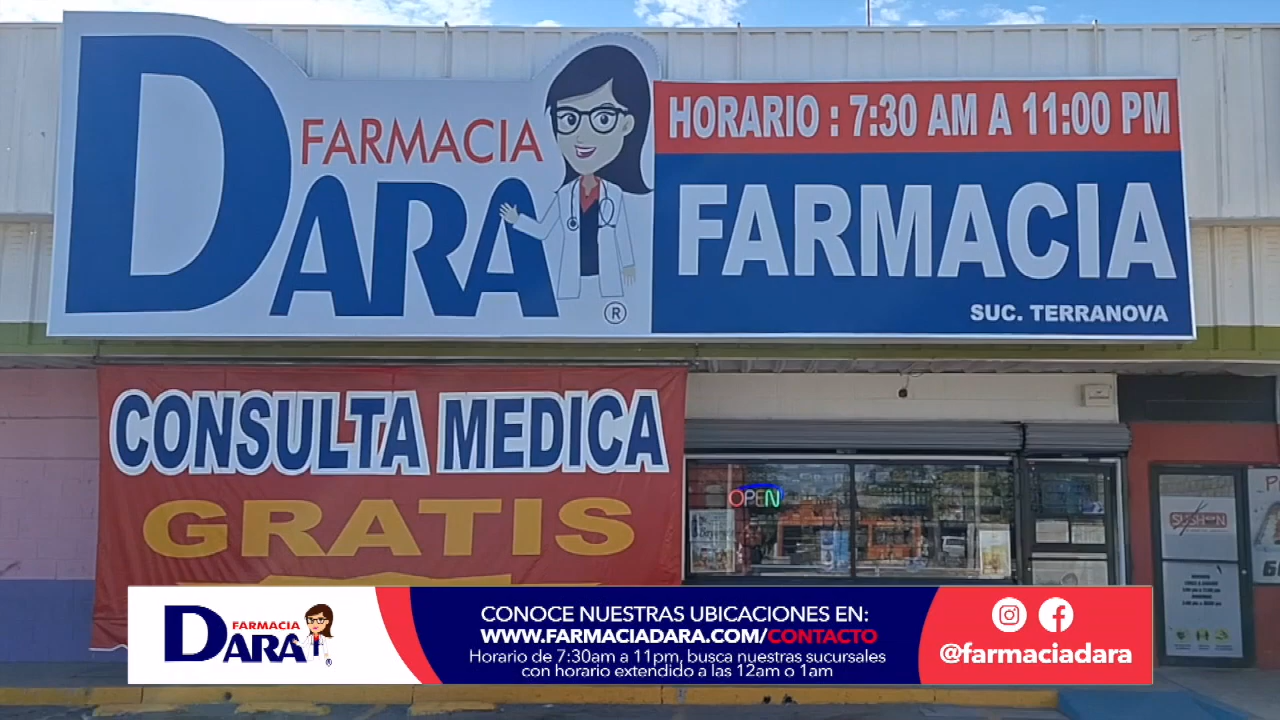 FARMACIA
DARA
®
HORARIO : 7:30 AM A 11:00 PM
FARMACIA
SUC. TERRANOVA
CONSULTA MEDICA
GRATIS
OPEN
FARMACIA
DARA
®
CONOCE NUESTRAS UBICACIONES EN:
WWW.FARMACIADARA.COM/CONTACTO
Horario de 7:30am a 11pm, busca nuestras sucursales
con horario extendido a las 12am o 1am
@farmaciadara